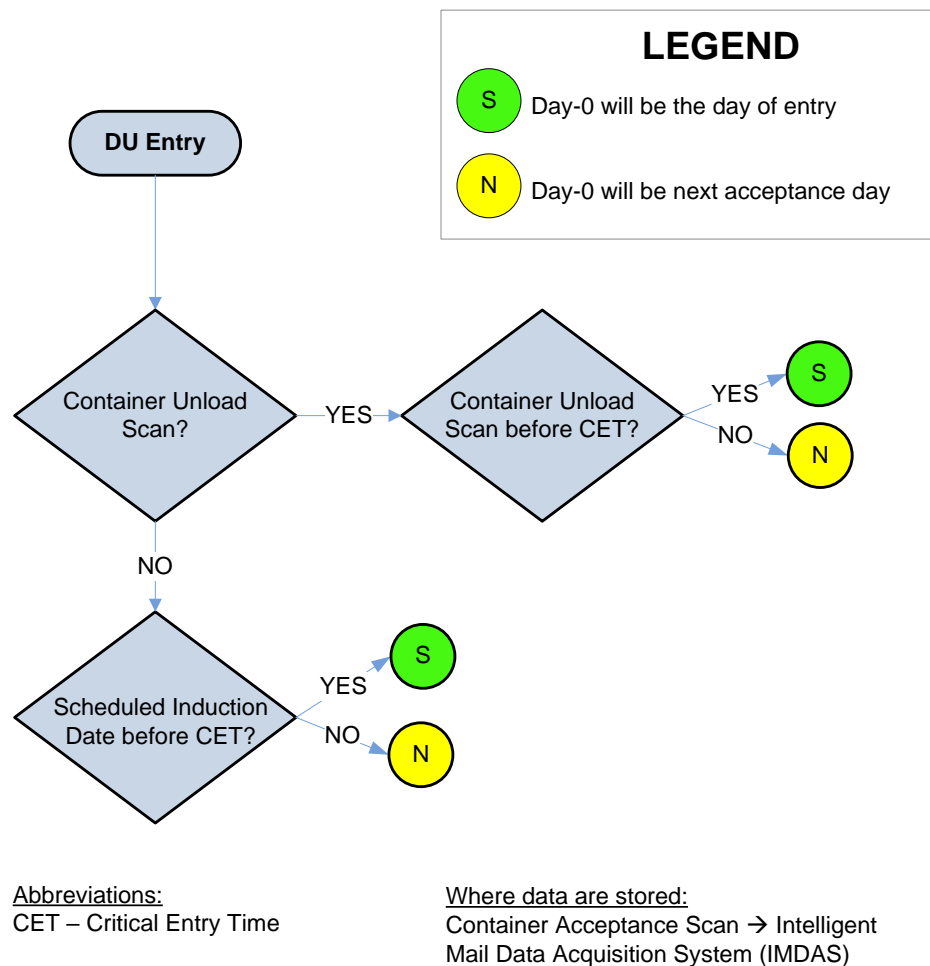 LEGEND
S
Day-0 will be the day of entry
N
Day-0 will be next acceptance day
DU Entry
Container Unload
Scan?
YES
Container Unload
Scan before CET?
YES
S
NO
N
NO
Scheduled Induction
Date before CET?
YES
S
NO
N
Abbreviations:
CET – Critical Entry Time
Where data are stored:
Container Acceptance Scan → Intelligent
Mail Data Acquisition System (IMDAS)